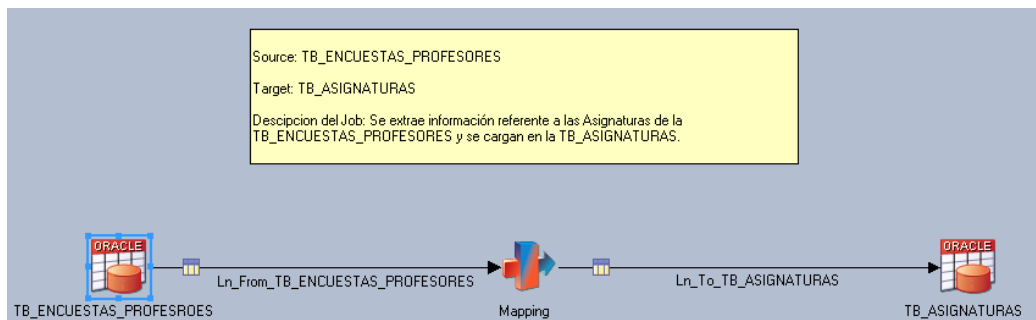 Source: TB_ENCUESTAS_PROFESORES
Target: TB_ASIGNATURAS
Descipcion del Job: Se extrae información referente a las Asignaturas de la
TB_ENCUESTAS_PROFESORES y se cargan en la TB_ASIGNATURAS.
ORACLE
ORACLE
Ln_From_TB_ENCUESTAS_PROFESORES
Ln_To_TB_ASIGNATURAS
TB_ENCUESTAS_PROFESROES
Mapping
TB_ASIGNATURAS